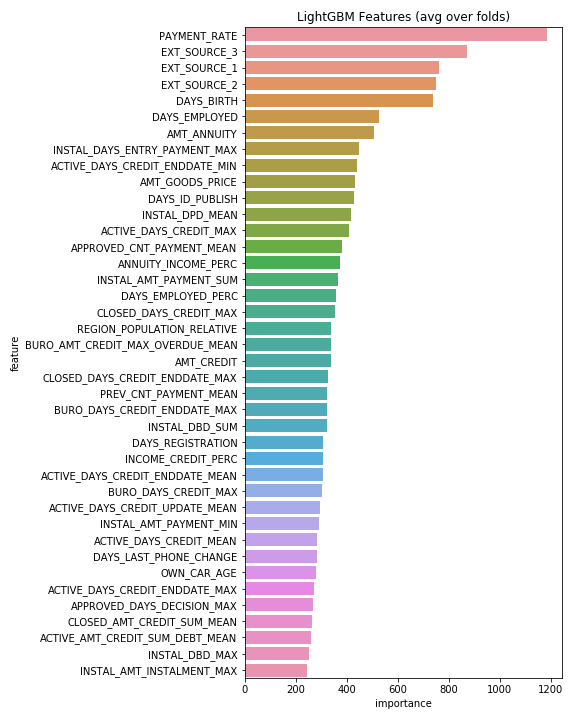 LightGBM Features (avg over folds)
PAYMENT_RATE
EXT_SOURCE_3
EXT_SOURCE_1
EXT_SOURCE_2
DAYS_BIRTH
DAYS_EMPLOYED
AMT_ANNUITY
INSTAL_DAYS_ENTRY_PAYMENT_MAX
ACTIVE_DAYS_CREDIT_ENDDATE_MIN
AMT_GOODS_PRICE
DAYS_ID_PUBLISH
INSTAL_DPD_MEAN
ACTIVE_DAYS_CREDIT_MAX
APPROVED_CNT_PAYMENT_MEAN
ANNUITY_INCOME_PERC
INSTAL_AMT_PAYMENT_SUM
DAYS_EMPLOYED_PERC
CLOSED_DAYS_CREDIT_MAX
REGION_POPULATION_RELATIVE
BURO_AMT_CREDIT_MAX_OVERDUE_MEAN
AMT_CREDIT
CLOSED_DAYS_CREDIT_ENDDATE_MAX
PREV_CNT_PAYMENT_MEAN
BURO_DAYS_CREDIT_ENDDATE_MAX
INSTAL_DBD_SUM
DAYS_REGISTRATION
INCOME_CREDIT_PERC
ACTIVE_DAYS_CREDIT_ENDDATE_MEAN
BURO_DAYS_CREDIT_MAX
ACTIVE_DAYS_CREDIT_UPDATE_MEAN
INSTAL_AMT_PAYMENT_MIN
ACTIVE_DAYS_CREDIT_MEAN
DAYS_LAST_PHONE_CHANGE
OWN_CAR_AGE
ACTIVE_DAYS_CREDIT_ENDDATE_MAX
APPROVED_DAYS_DECISION_MAX
CLOSED_AMT_CREDIT_SUM_MEAN
ACTIVE_AMT_CREDIT_SUM_DEBT_MEAN
INSTAL_DBD_MAX
INSTAL_AMT_INSTALMENT_MAX
feature
0 200 400 600 800 1000 1200
importance